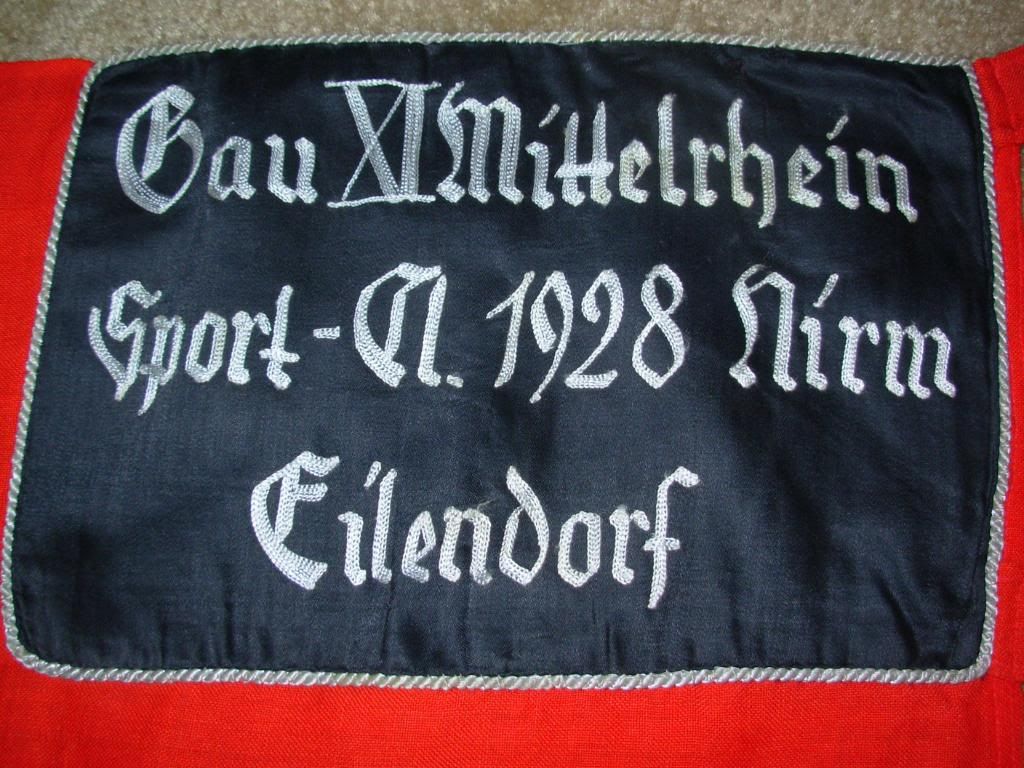 Gau XI Mittelrhein
Sport-Cl. 1928 Nirm
Eilendorf